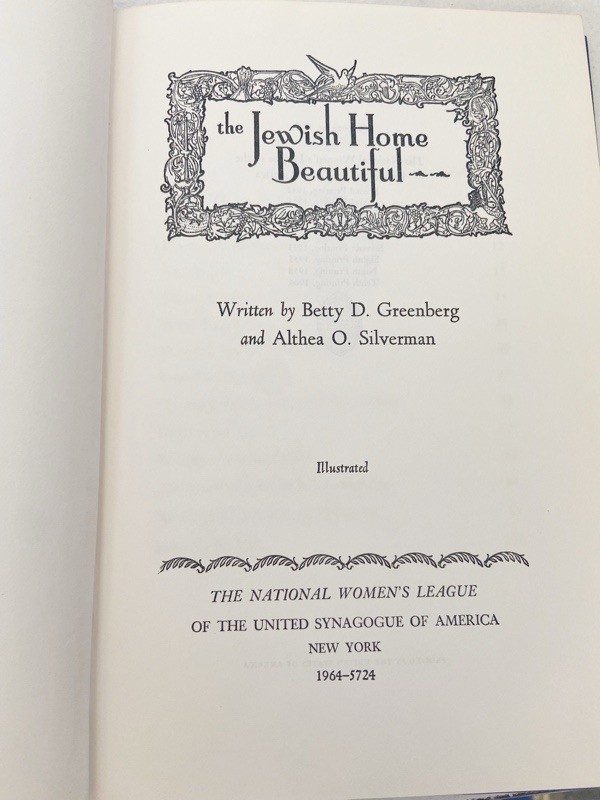 the Jewish Home
Beautiful
Written by Betty D. Greenberg
and Althea O. Silverman
Illustrated
THE NATIONAL WOMEN'S LEAGUE
OF THE UNITED SYNAGOGUE OF AMERICA
NEW YORK
1964–5724